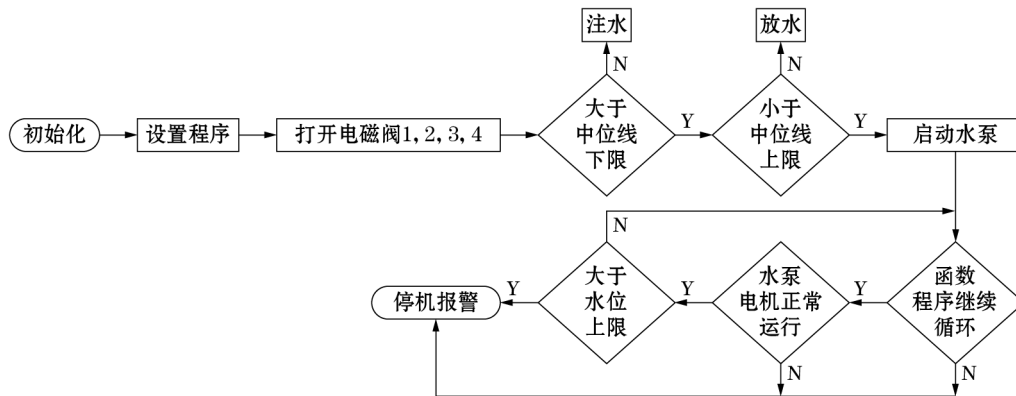 注水
放水
N
N
初始化
设置程序
打开电磁阀1,2,3,4
大于
中位线
下限
Y
小于
中位线
上限
Y
启动水泵
N
停机报警
Y
大于
水位
上限
Y
水泵
电机正常
运行
Y
函数
程序继续
循环
N
N